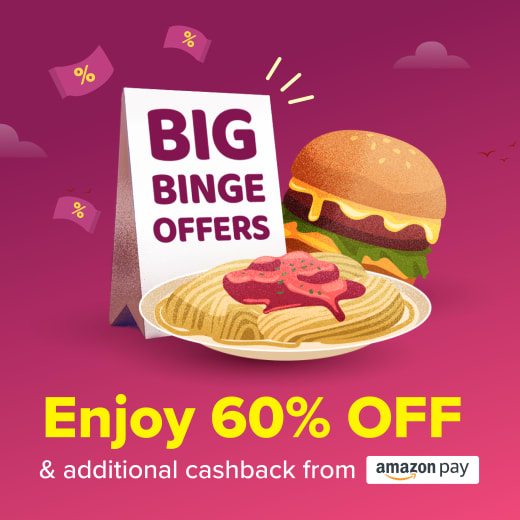 %
%
%
BIG
BINGE
OFFERS
Enjoy 60% OFF
& additional cashback from amazon pay